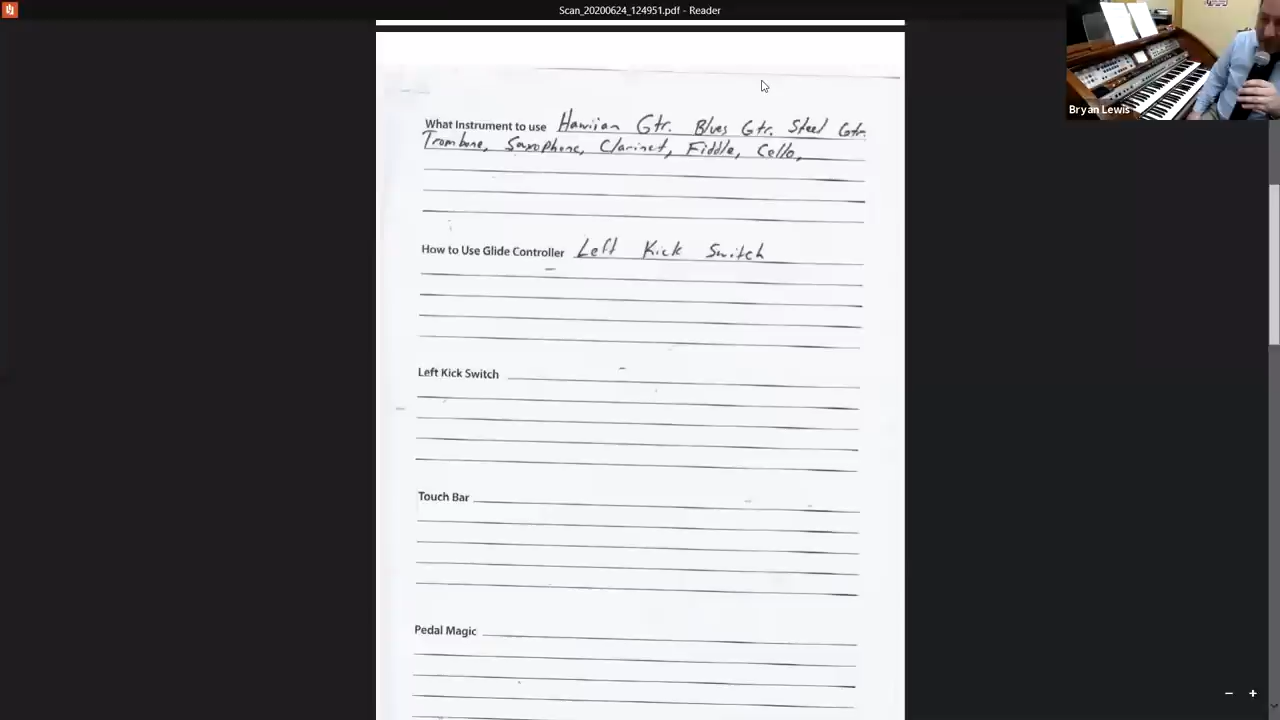 Scan_20200624_124951.pdf - Reader
Bryan Lewis
What Instrument to use Hawiian Gtr. Blues Gtr. Steel Gtr.
Trombone, Saxophone, Clarinet, Fiddle, Cello,
How to Use Glide Controller Left Kick Switch
Left Kick Switch
Touch Bar
Pedal Magic